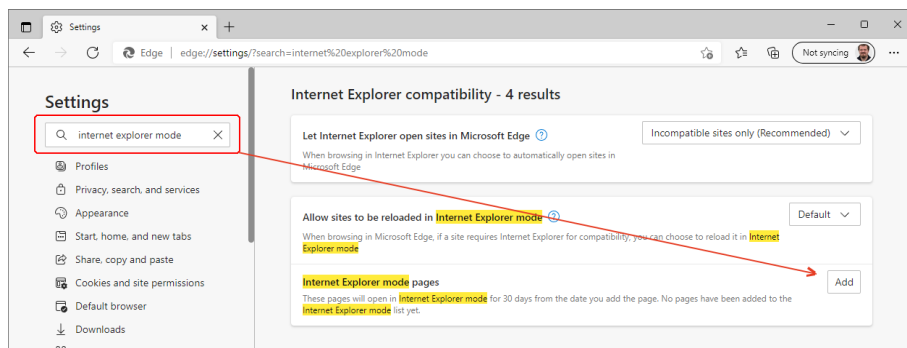 Settings
Edge | edge://settings/?search=internet%20explorer%20mode
Not syncing
Settings
internet explorer mode
Profiles
Privacy, search, and services
Appearance
Start, home, and new tabs
Share, copy and paste
Cookies and site permissions
Default browser
Downloads
Internet Explorer compatibility - 4 results
Let Internet Explorer open sites in Microsoft Edge
Incompatible sites only (Recommended)
When browsing in Internet Explorer you can choose to automatically open sites in
Microsoft Edge
Allow sites to be reloaded in Internet Explorer mode
Default
When browsing in Microsoft Edge, if a site requires Internet Explorer for compatibility, you can choose to reload it in Internet
Explorer mode
Internet Explorer mode pages
Add
These pages will open in Internet Explorer mode for 30 days from the date you add the page. No pages have been added to the
Internet Explorer mode list yet.